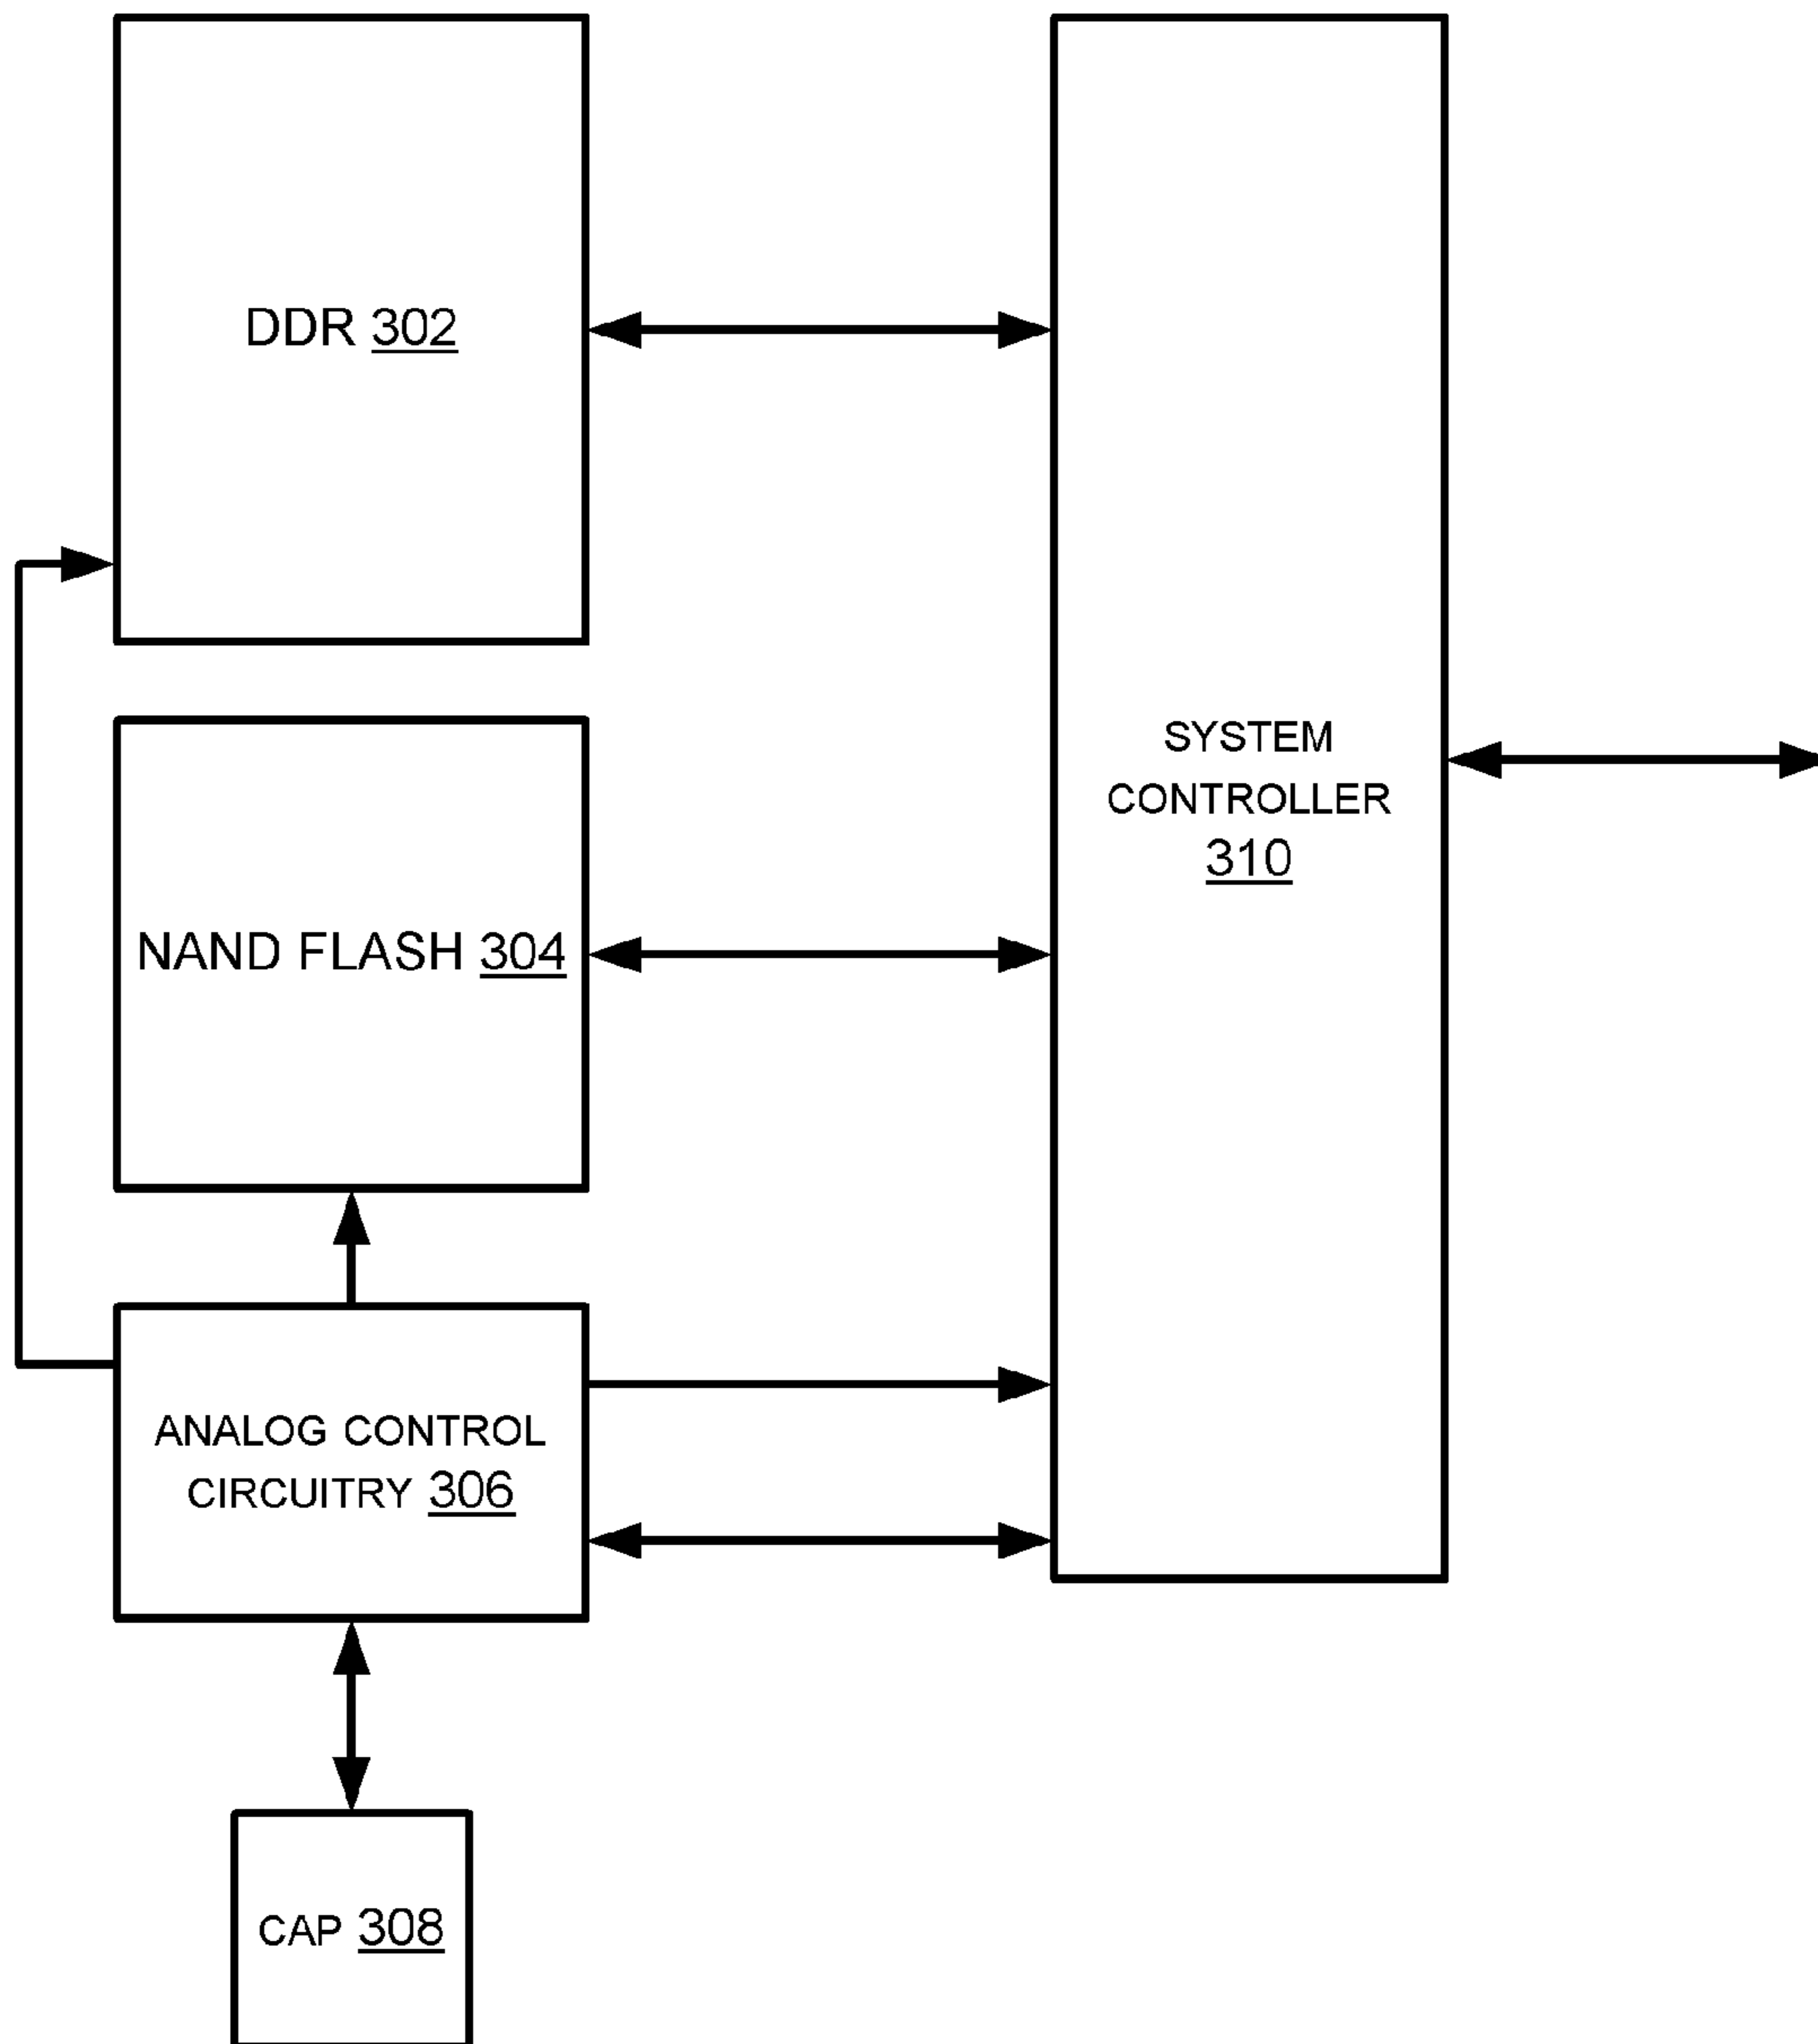 DDR 302
SYSTEM
CONTROLLER
310
NAND FLASH 304
ANALOG CONTROL
CIRCUITRY 306
CAP 308